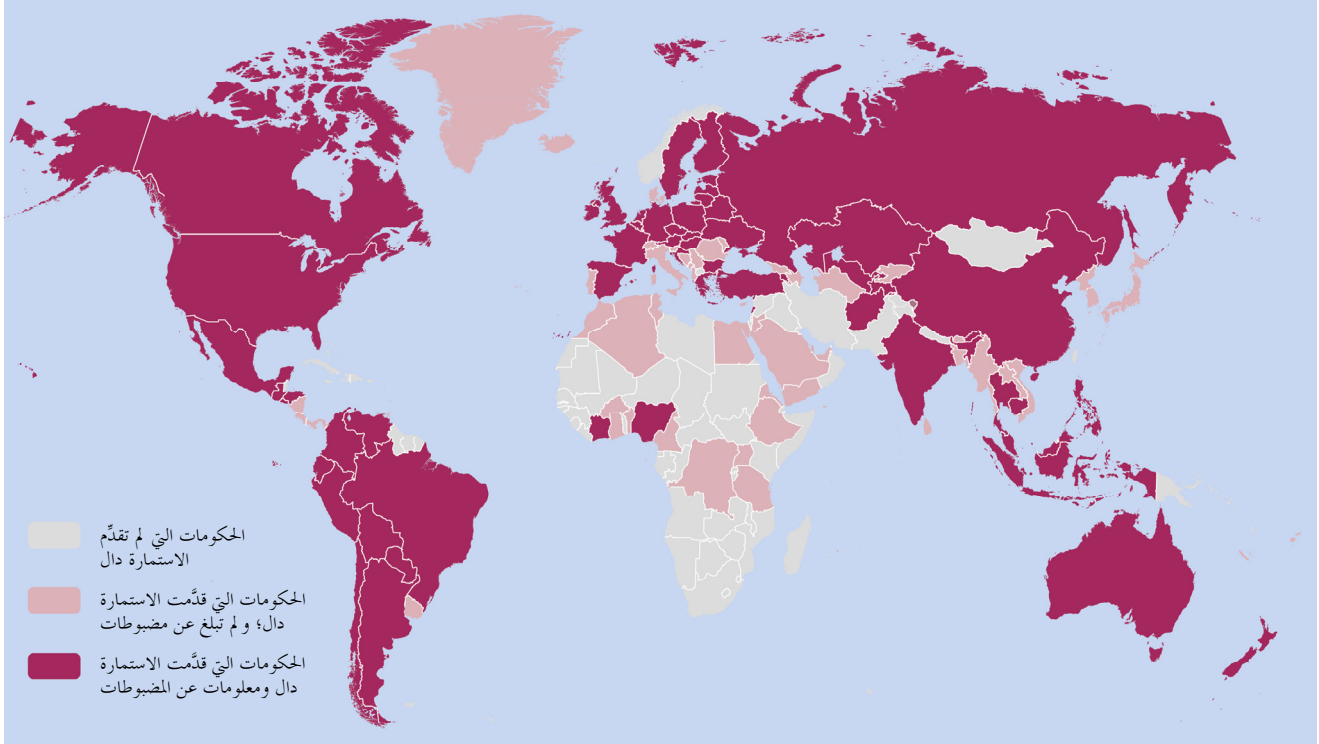 الحكومات التي لم تقدِّم
الاستمارة دال
الحكومات التي قدَّمت الاستمارة
دال؛ و لم تبلغ عن مضبوطات
الحكومات التي قدَّمت الاستمارة
دال ومعلومات عن المضبوطات